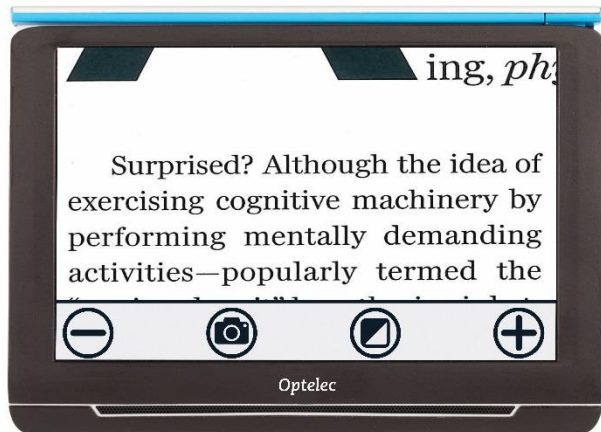 ing, ph
Surprised? Although the idea of
exercising cognitive machinery by
performing mentally demanding
activities—popularly termed the
Optelec